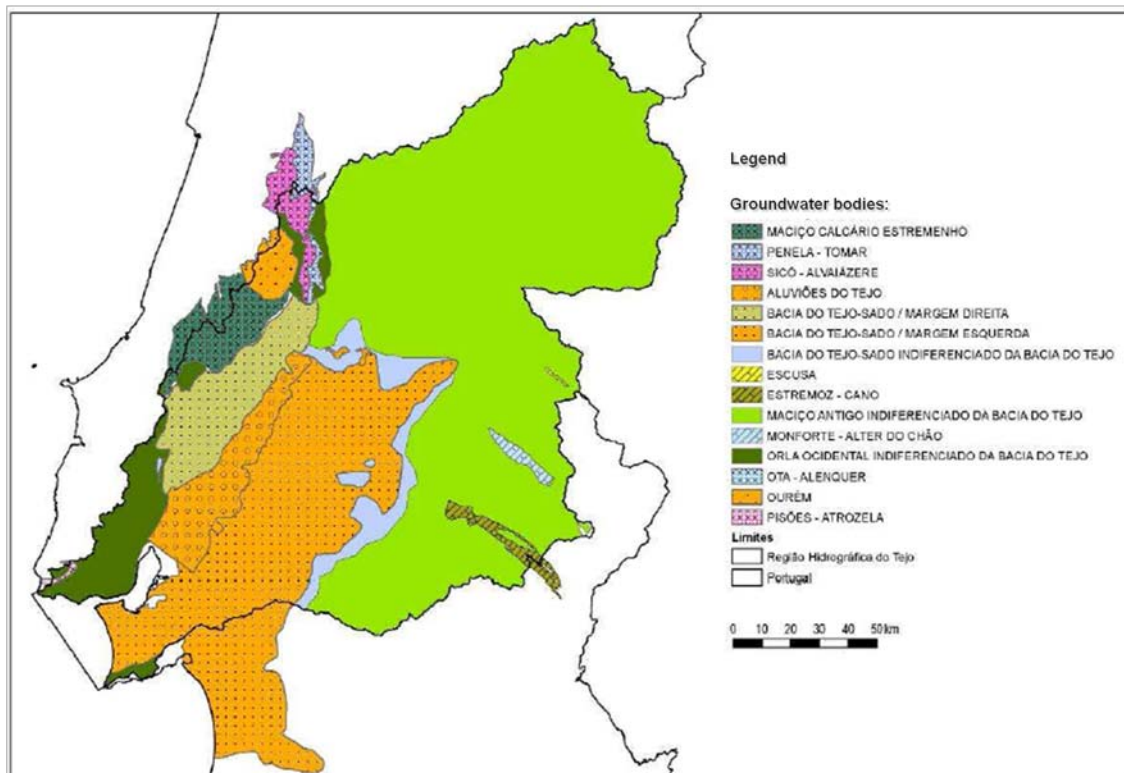 Legend
Groundwater bodies:
MACIÇO CALCÁRIO ESTREMENHO
PENELA - TOMAR
SICÓ - ALVAIÁZERE
ALUVIÕES DO TEJO
BACIA DO TEJO-SADO / MARGEM DIREITA
BACIA DO TEJO-SADO / MARGEM ESQUERDA
BACIA DO TEJO-SADO INDIFERENCIADO DA BACIA DO TEJO
ESCUSA
ESTREMOZ - CANO
MACIÇO ANTIGO INDIFERENCIADO DA BACIA DO TEJO
MONFORTE - ALTER DO CHÃO
ORLA OCIDENTAL INDIFERENCIADO DA BACIA DO TEJO
OTA - ALENQUER
OURÉM
PISÕES - ATROZELA
Limites
Região Hidrográfica do Tejo
Portugal
0 10 20 30 40 50 km